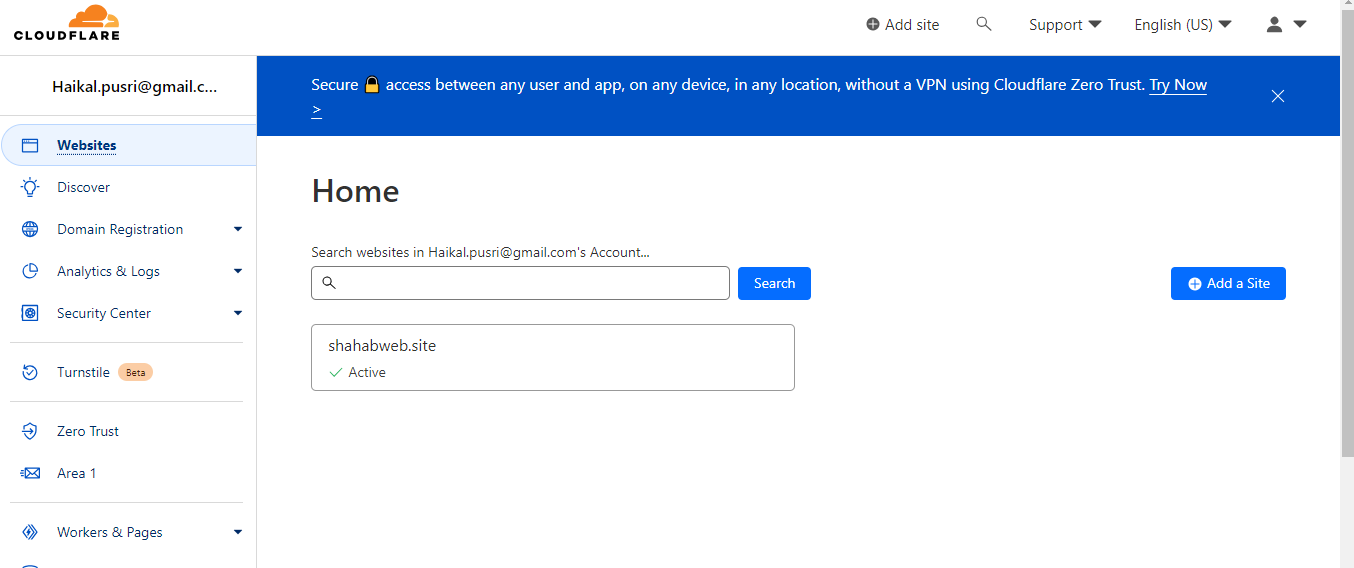 CLOUDFLARE
Add site
Support
English (US)
Haikal.pusri@gmail.c...
Secure 🔒 access between any user and app, on any device, in any location, without a VPN using Cloudflare Zero Trust. Try Now
>
Websites
Discover
Domain Registration
Analytics & Logs
Security Center
Turnstile Beta
Zero Trust
Area 1
Workers & Pages
Home
Search websites in Haikal.pusri@gmail.com's Account...
Search
Add a Site
shahabweb.site
Active